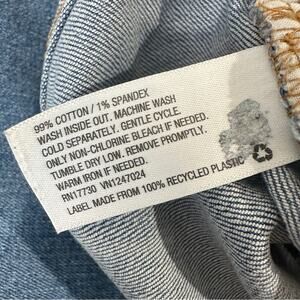 99% COTTON / 1% SPANDEX
WASH INSIDE OUT. MACHINE WASH
COLD SEPARATELY. GENTLE CYCLE.
ONLY NON-CHLORINE BLEACH IF NEEDED.
TUMBLE DRY LOW. REMOVE PROMPTLY.
WARM IRON IF NEEDED.
RN17730 VN1247024
LABEL MADE FROM 100% RECYCLED PLASTIC